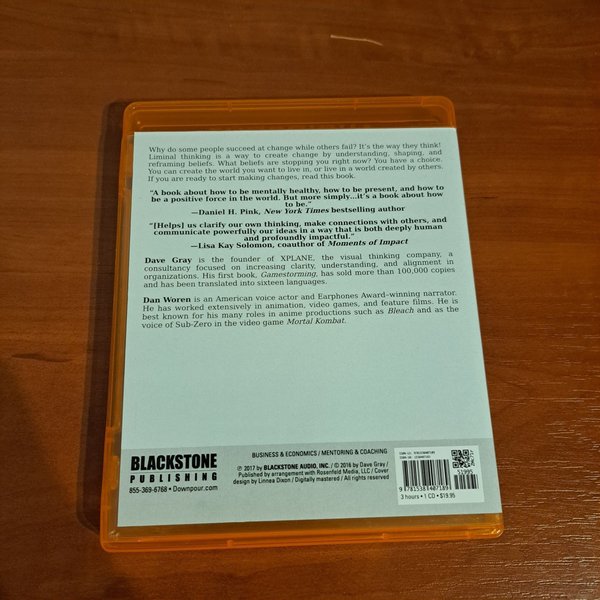 Why do some people succeed at change while others fail? It's the way they think!
Liminal thinking is a way to create change by understanding, shaping, and
reframing beliefs. What beliefs are stopping you right now? You have a choice.
You can create the world you want to live in, or live in a world created by others.
If you are ready to start making changes, read this book.
"A book about how to be mentally healthy, how to be present, and how to
be a positive force in the world. But more simply...it's a book about how
to be."
—Daniel H. Pink, New York Times bestselling author
"[Helps] us clarify our own thinking, make connections with others, and
communicate powerfully our ideas in a way that is both deeply human
and profoundly impactful."
—Lisa Kay Solomon, coauthor of Moments of Impact
Dave Gray is the founder of XPLANE, the visual thinking company, a
consultancy focused on increasing clarity, understanding, and alignment in
organizations. His first book, Gamestorming, has sold more than 100,000 copies
and has been translated into sixteen languages.
Dan Woren is an American voice actor and Earphones Award–winning narrator.
He has worked extensively in animation, video games, and feature films. He is
best known for his many roles in anime productions such as Bleach and as the
voice of Sub-Zero in the video game Mortal Kombat.
BLACKSTONE
PUBLISHING
855-369-6768 • Downpour.com
BUSINESS & ECONOMICS / MENTORING & COACHING
℗ 2017 by BLACKSTONE AUDIO, INC. / © 2016 by Dave Gray /
Published by arrangement with Rosenfeld Media, LLC / Cover
design by Linnea Dixon / Digitally mastered / All rights reserved
51995
9 781538 407189
3 hours • 1 CD • $19.95